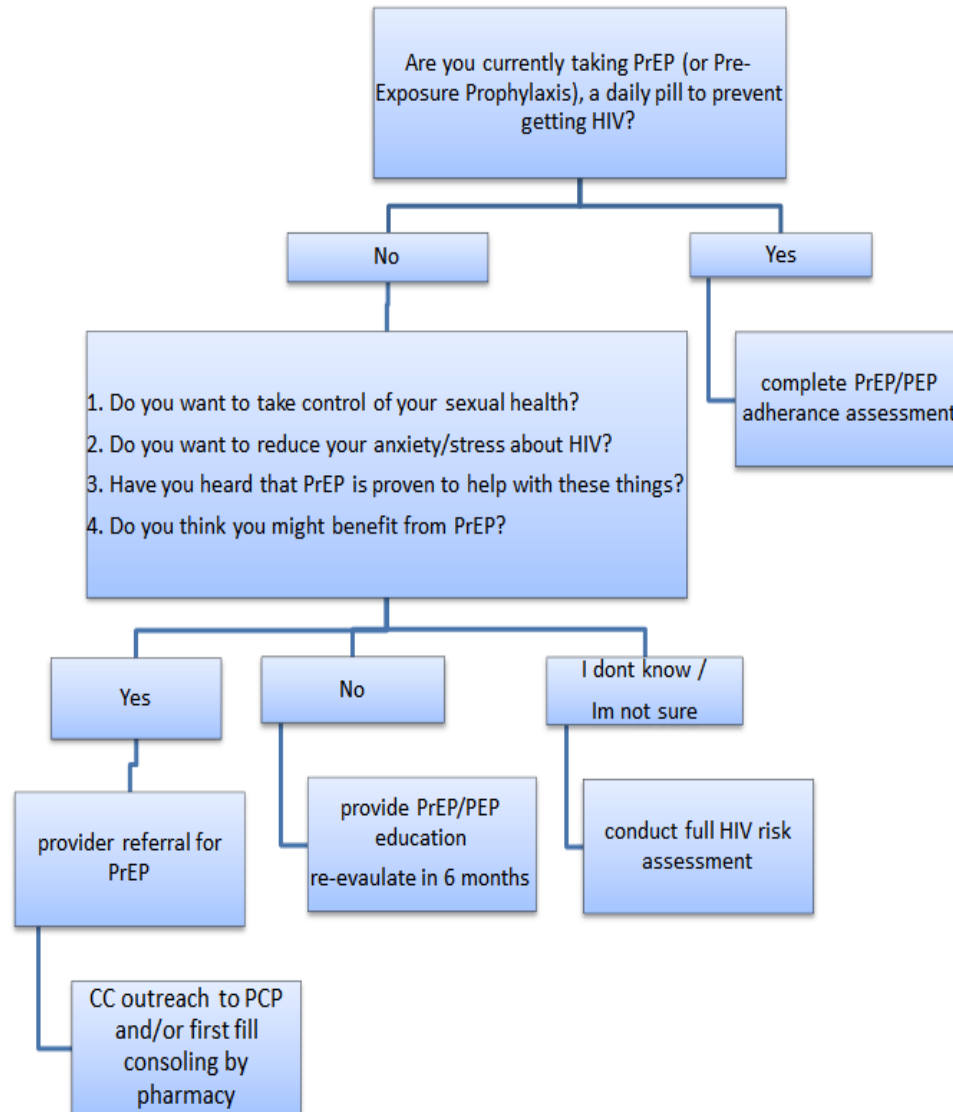 Are you currently taking PrEP (or Pre-
Exposure Prophylaxis), a daily pill to prevent
getting HIV?
No
Yes
1. Do you want to take control of your sexual health?
2. Do you want to reduce your anxiety/stress about HIV?
3. Have you heard that PrEP is proven to help with these things?
4. Do you think you might benefit from PrEP?
complete PrEP/PEP
adherance assessment
Yes
No
I dont know /
Im not sure
provider referral for
PrEP
provide PrEP/PEP
education
re-evaulate in 6 months
conduct full HIV risk
assessment
CC outreach to PCP
and/or first fill
consoling by
pharmacy